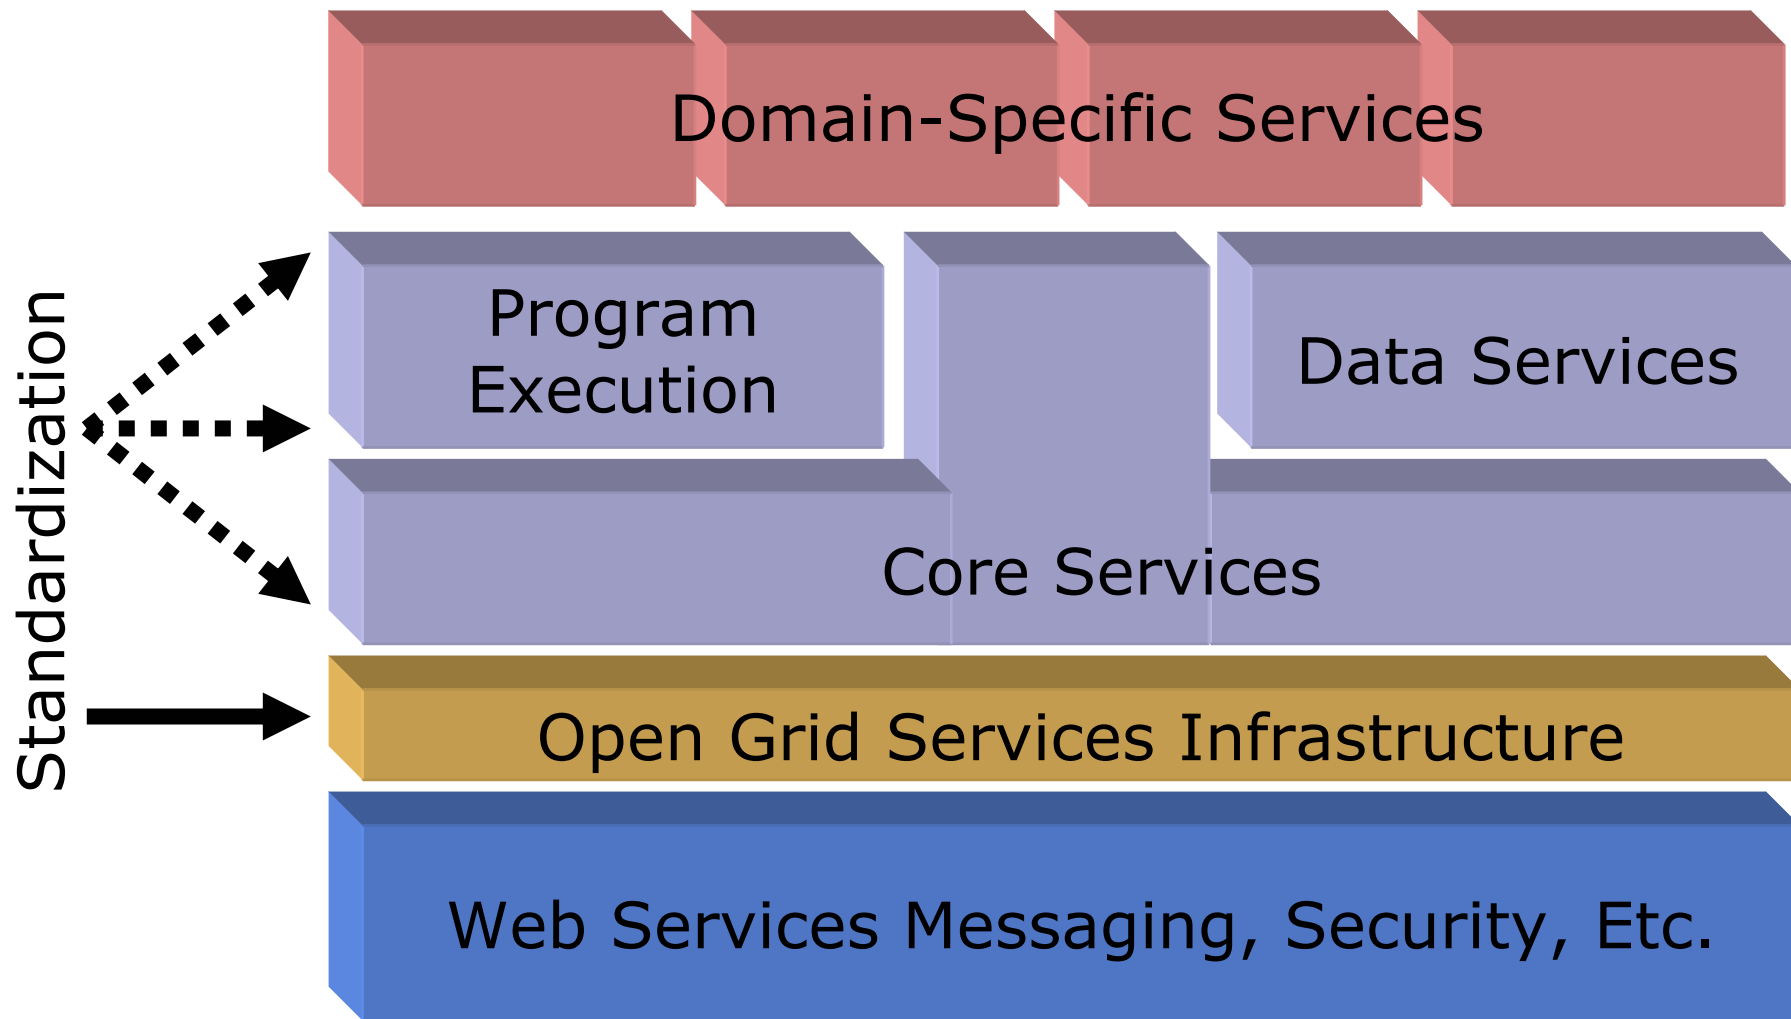 Domain-Specific Services
Program
Execution
Data Services
Standardization
Core Services
Open Grid Services Infrastructure
Web Services Messaging, Security, Etc.